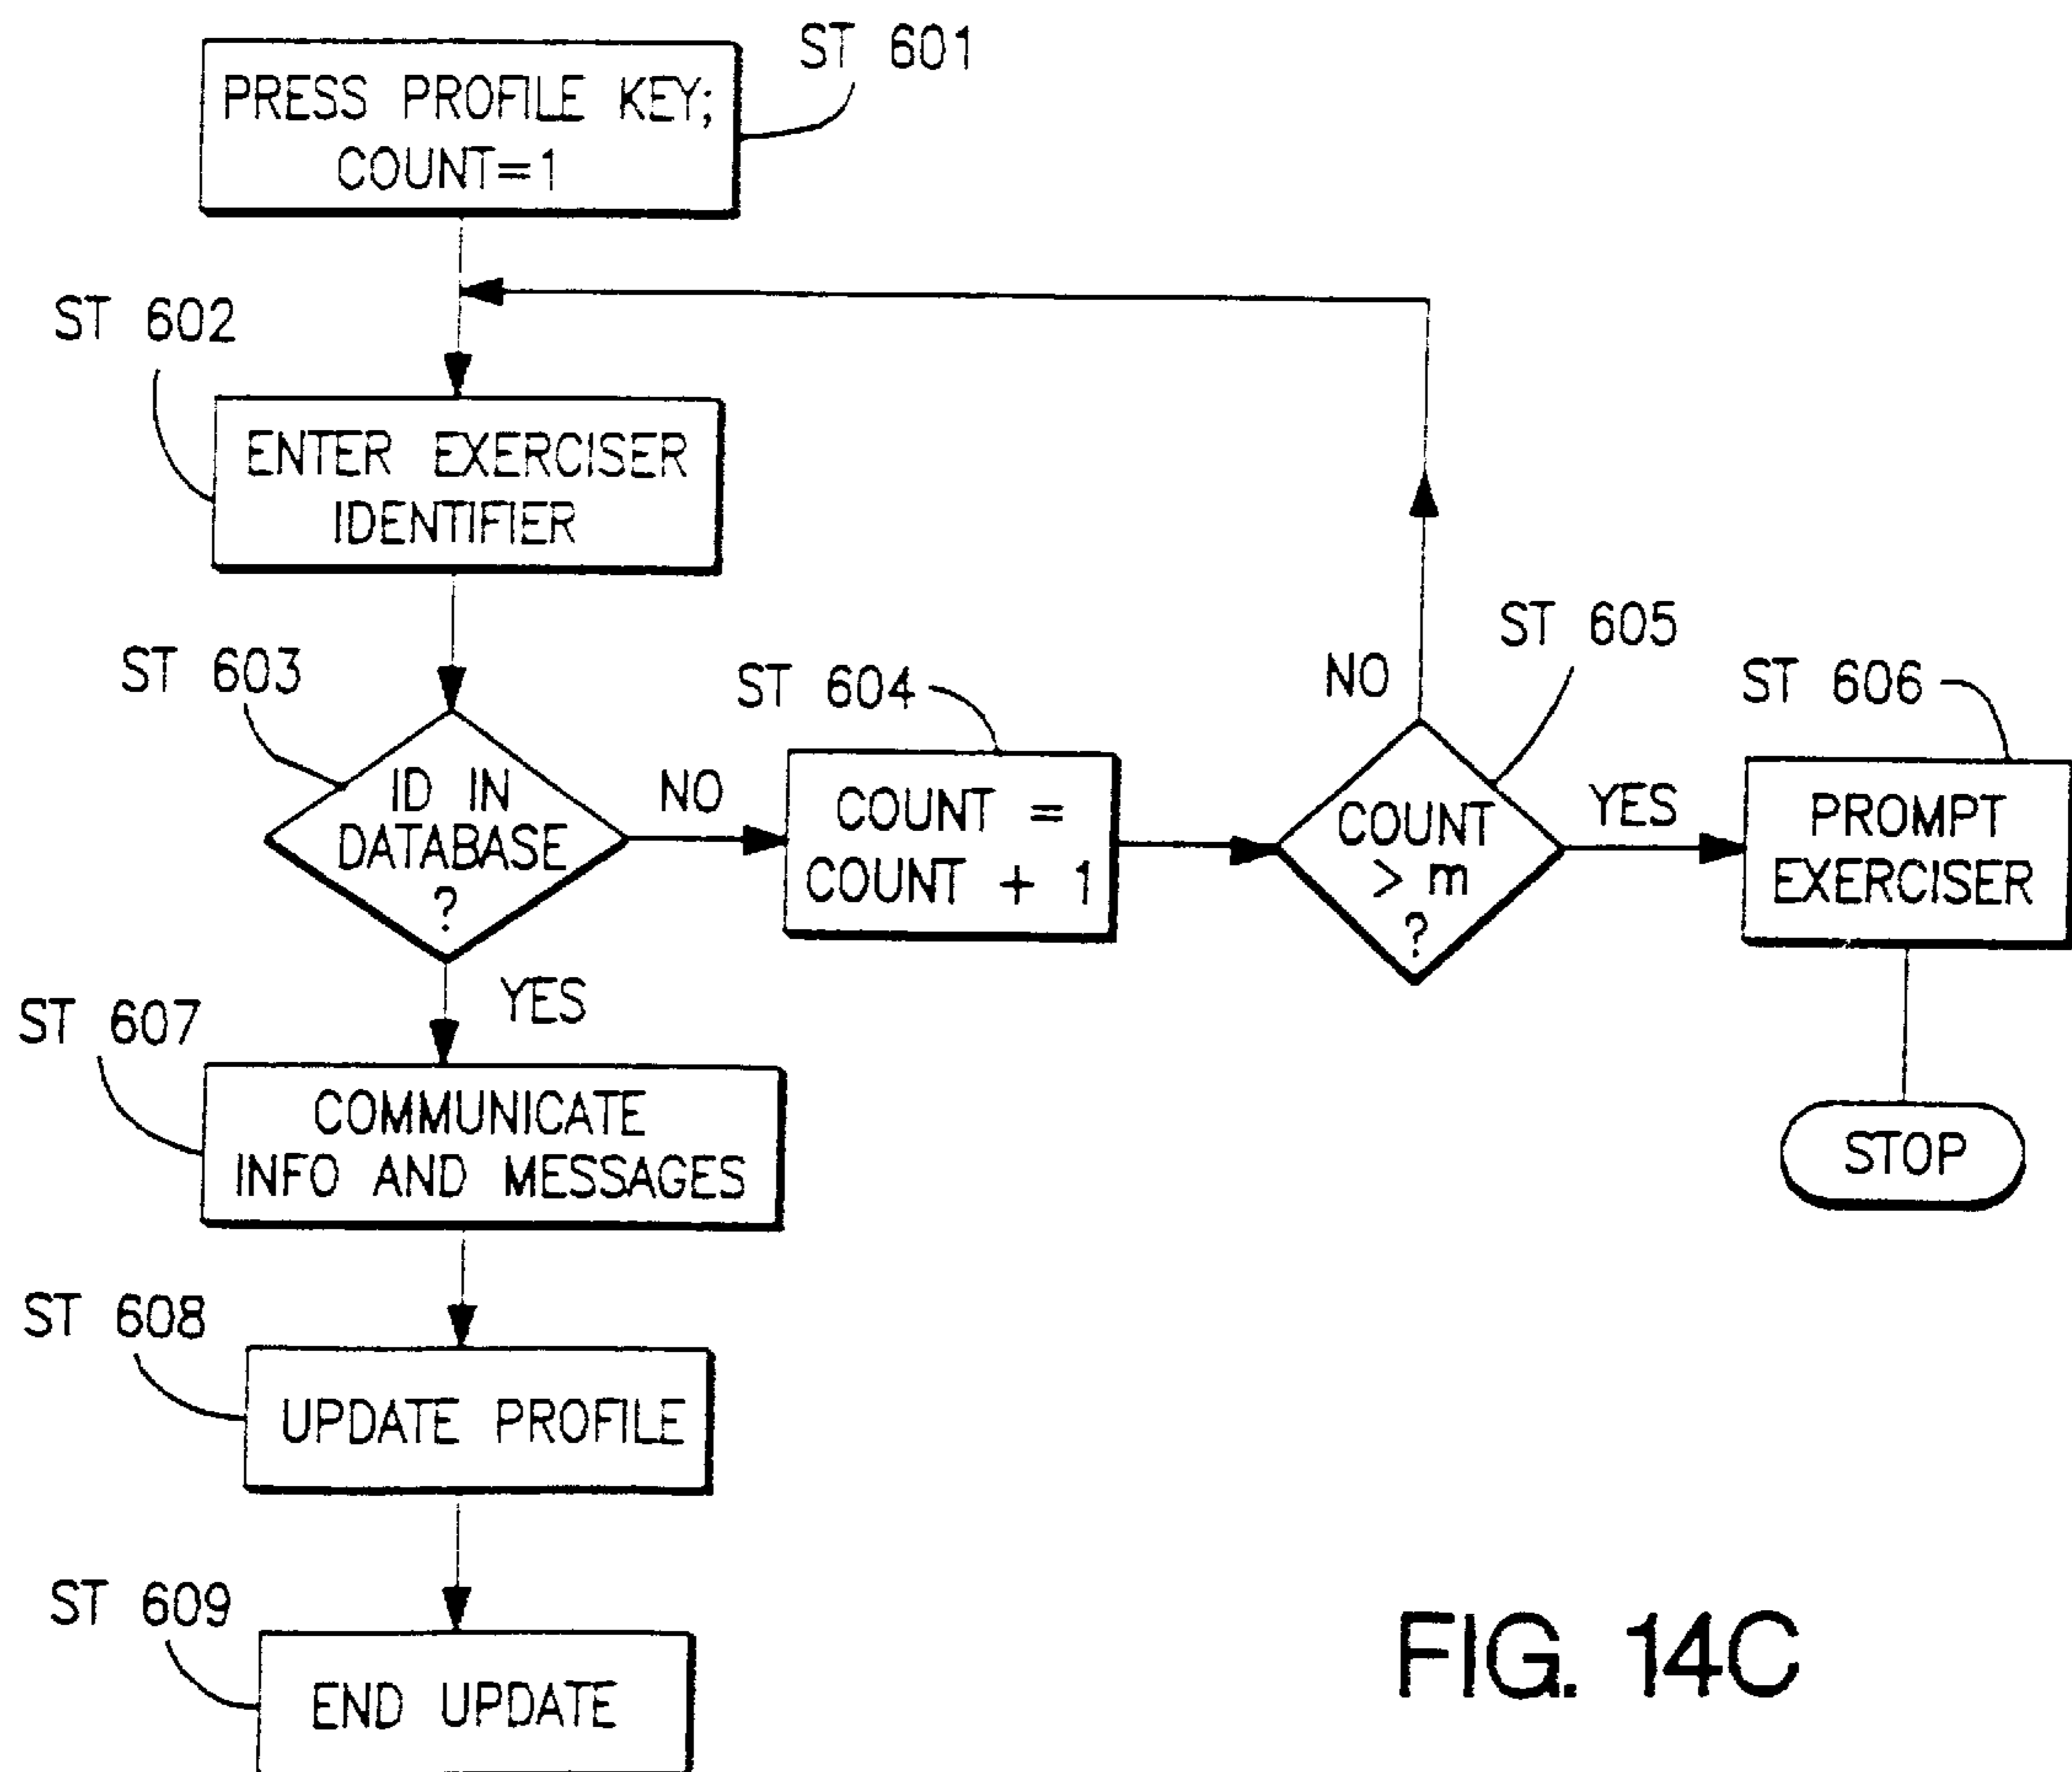 ST 601
PRESS PROFILE KEY;
COUNT=1
ST 602
ENTER EXERCISER
IDENTIFIER
ST 603
ID IN
DATABASE
?
NO
YES
ST 604
COUNT =
COUNT + 1
ST 605
COUNT
> m
?
NO
YES
ST 606
PROMPT
EXERCISER
STOP
ST 607
COMMUNICATE
INFO AND MESSAGES
ST 608
UPDATE PROFILE
ST 609
END UPDATE
FIG. 14C